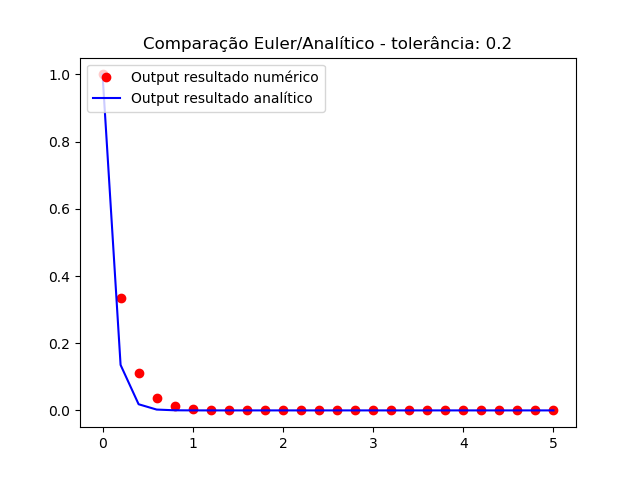 Comparação Euler/Analítico - tolerância: 0.2
Output resultado numérico
Output resultado analítico
1.0
0.8
0.6
0.4
0.2
0.0
0 1 2 3 4 5